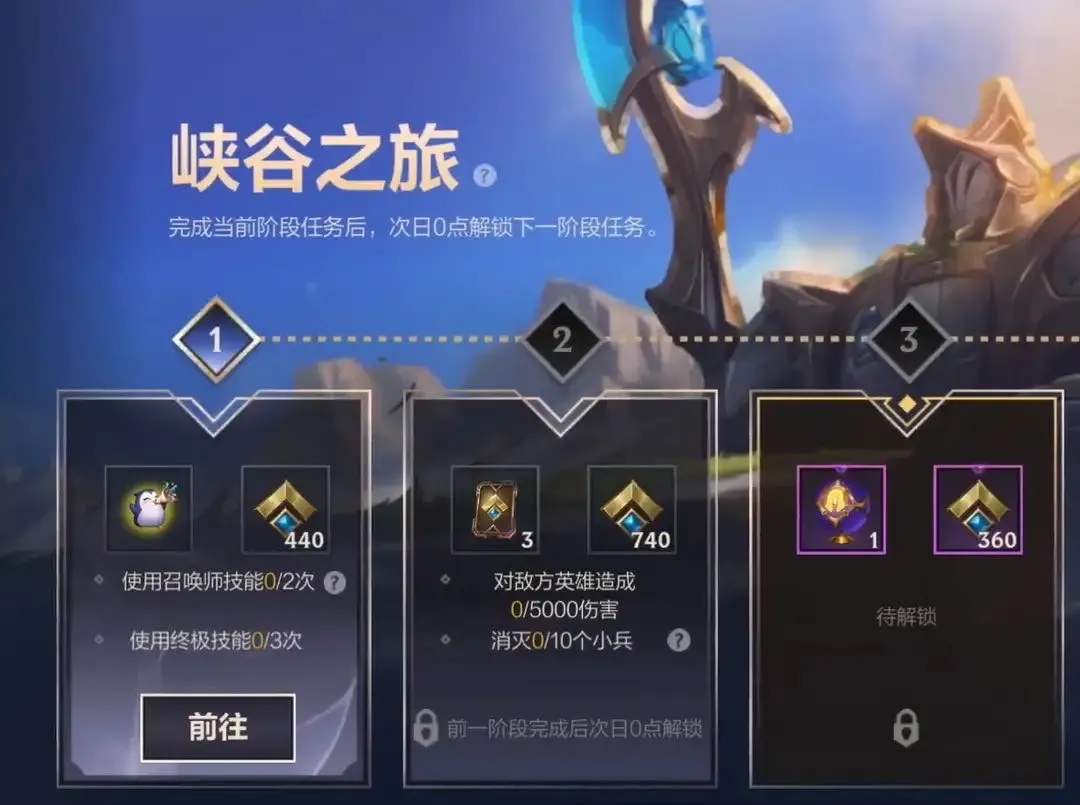 峡谷之旅 ?
完成当前阶段任务后，次日0点解锁下一阶段任务。
1
2
3
440
3
740
1
360
使用召唤师技能0/2次 ?
使用终极技能0/3次
前往
对敌方英雄造成
0/5000伤害
消灭0/10个小兵 ?
前一阶段完成后次日0点解锁
待解锁